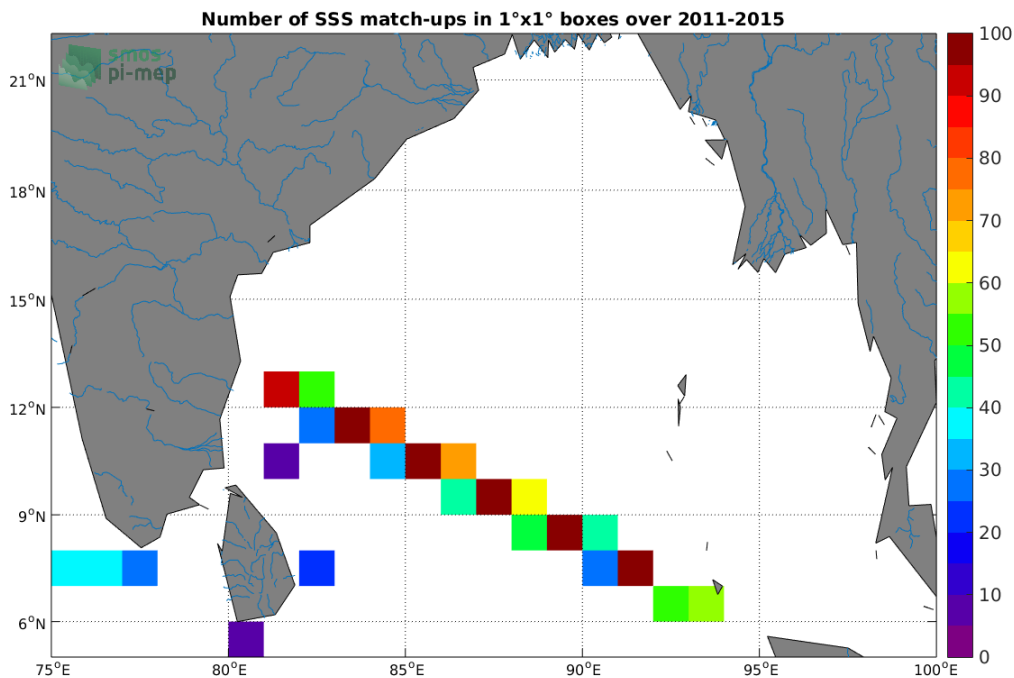 Number of SSS match-ups in 1°x1° boxes over 2011-2015
smos
pi-mep
21°N
18°N
15°N
12°N
9°N
6°N
75°E
80°E
85°E
90°E
95°E
100°E
100
90
80
70
60
50
40
30
20
10
0